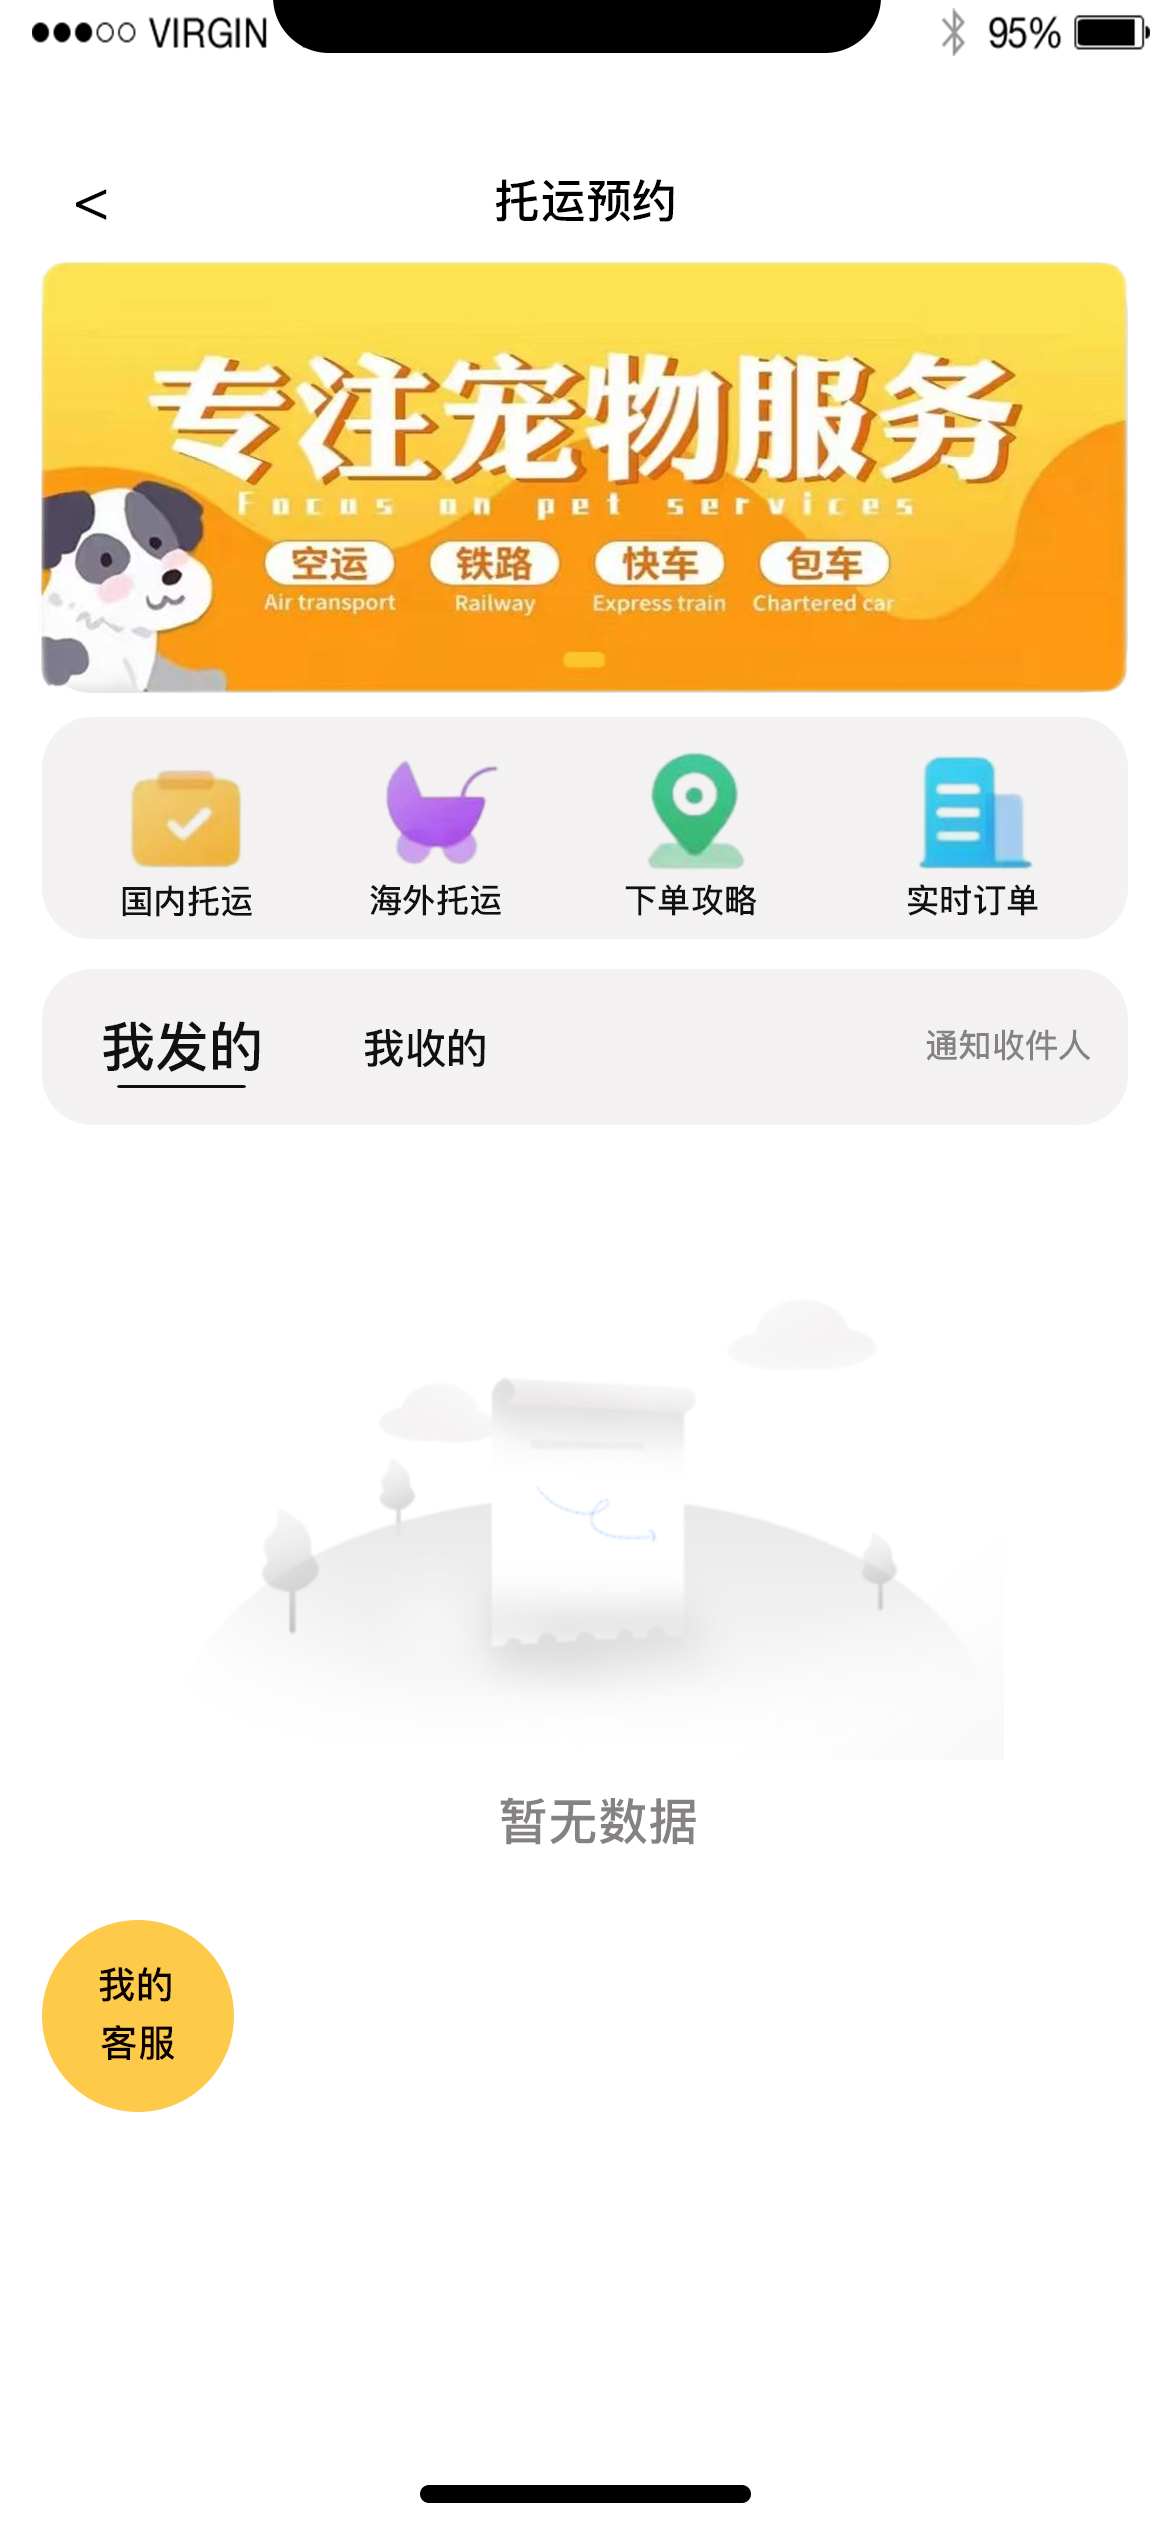 VIRGIN 95%
< 托运预约
专注宠物服务
Focus on pet services
空运 铁路 快车 包车
Air transport Railway Express train Chartered car
国内托运 海外托运 下单攻略 实时订单
我发的 我收的 通知收件人
暂无数据
我的
客服